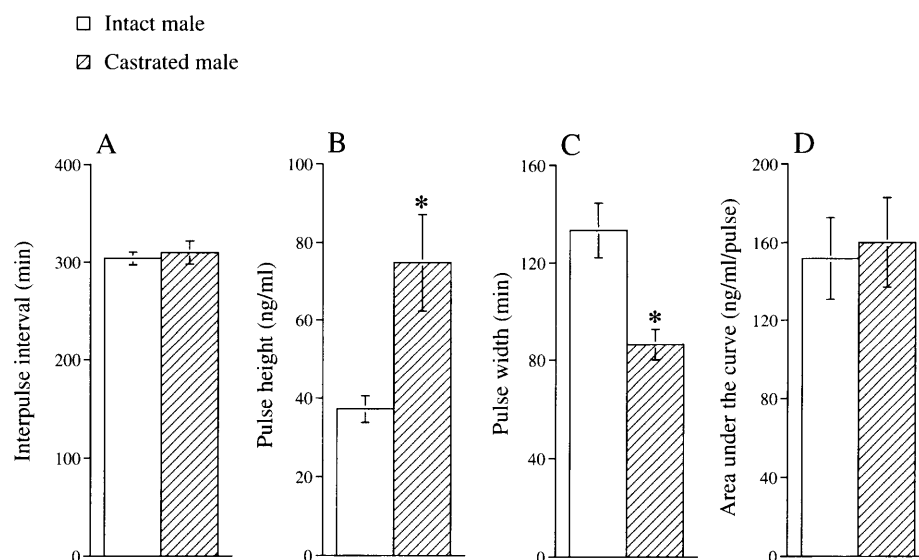 Intact male
Castrated male
A
Interpulse interval (min)
400
300
200
100
0
B
Pulse height (ng/ml)
100
80
60
40
20
0
*
C
Pulse width (min)
160
120
80
40
0
*
D
Area under the curve (ng/ml/pulse)
200
160
120
80
40
0